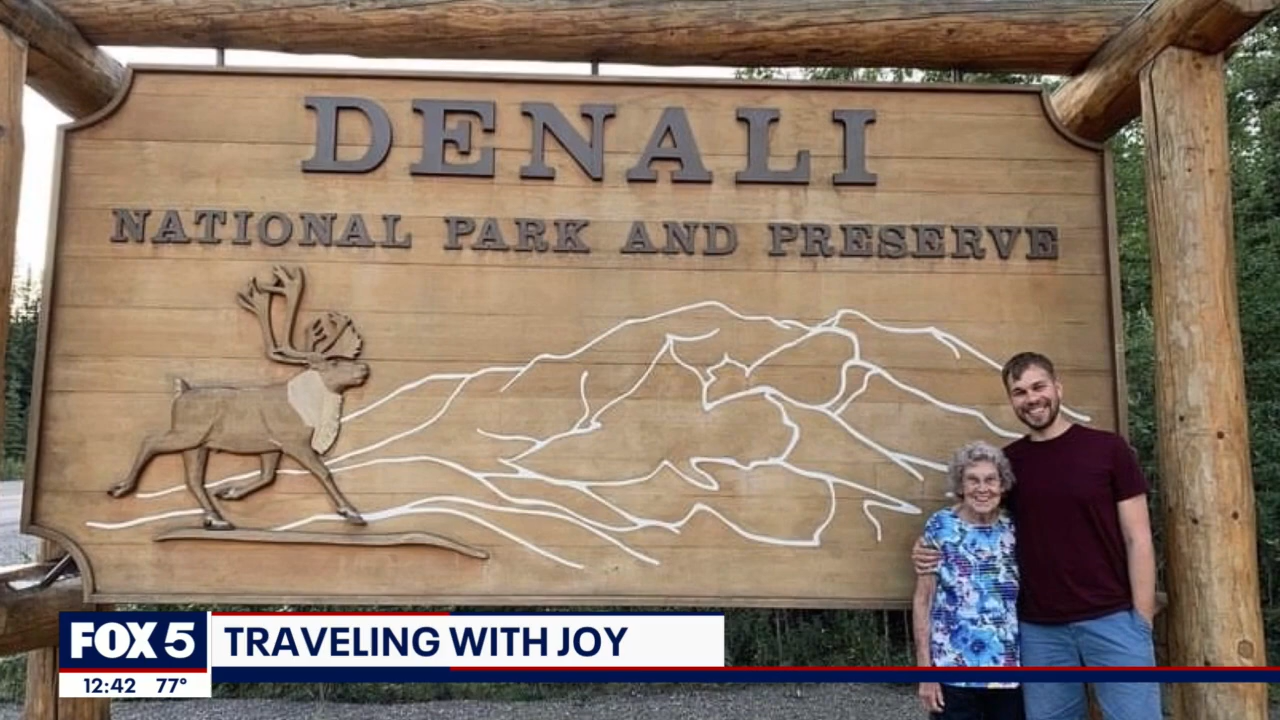 DENALI
NATIONAL PARK AND PRESERVE
FOX 5
TRAVELING WITH JOY
12:42 77°